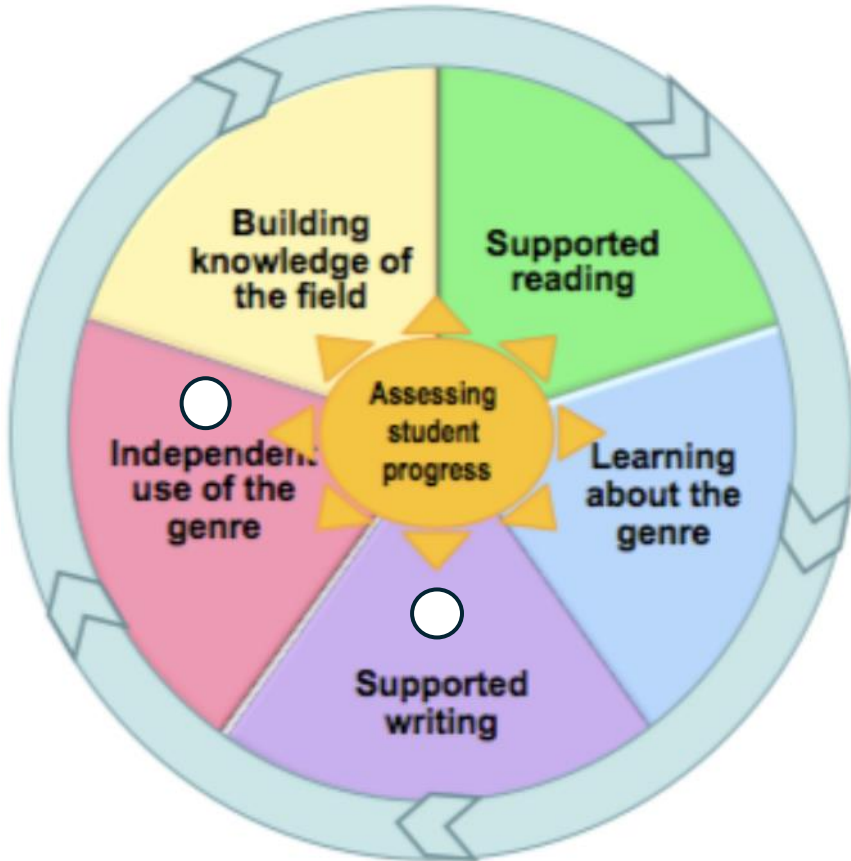 Building
knowledge of
the field
Supported
reading
Assessing
student
progress
Learning
about the
genre
Supported
writing
Independent
use of the
genre